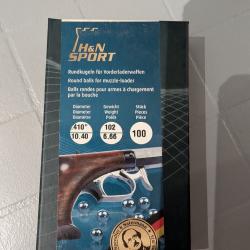 H&N
SPORT
Rundkugeln für Vorderladerwaffen
Round balls for muzzle-loader
Balls rondes pour armes à chargement
par la bouche
Diameter Gewicht Stück
Diameter Weight Pieces
Diamètre Poids Pièce
410" 102 100
10.40 6.66